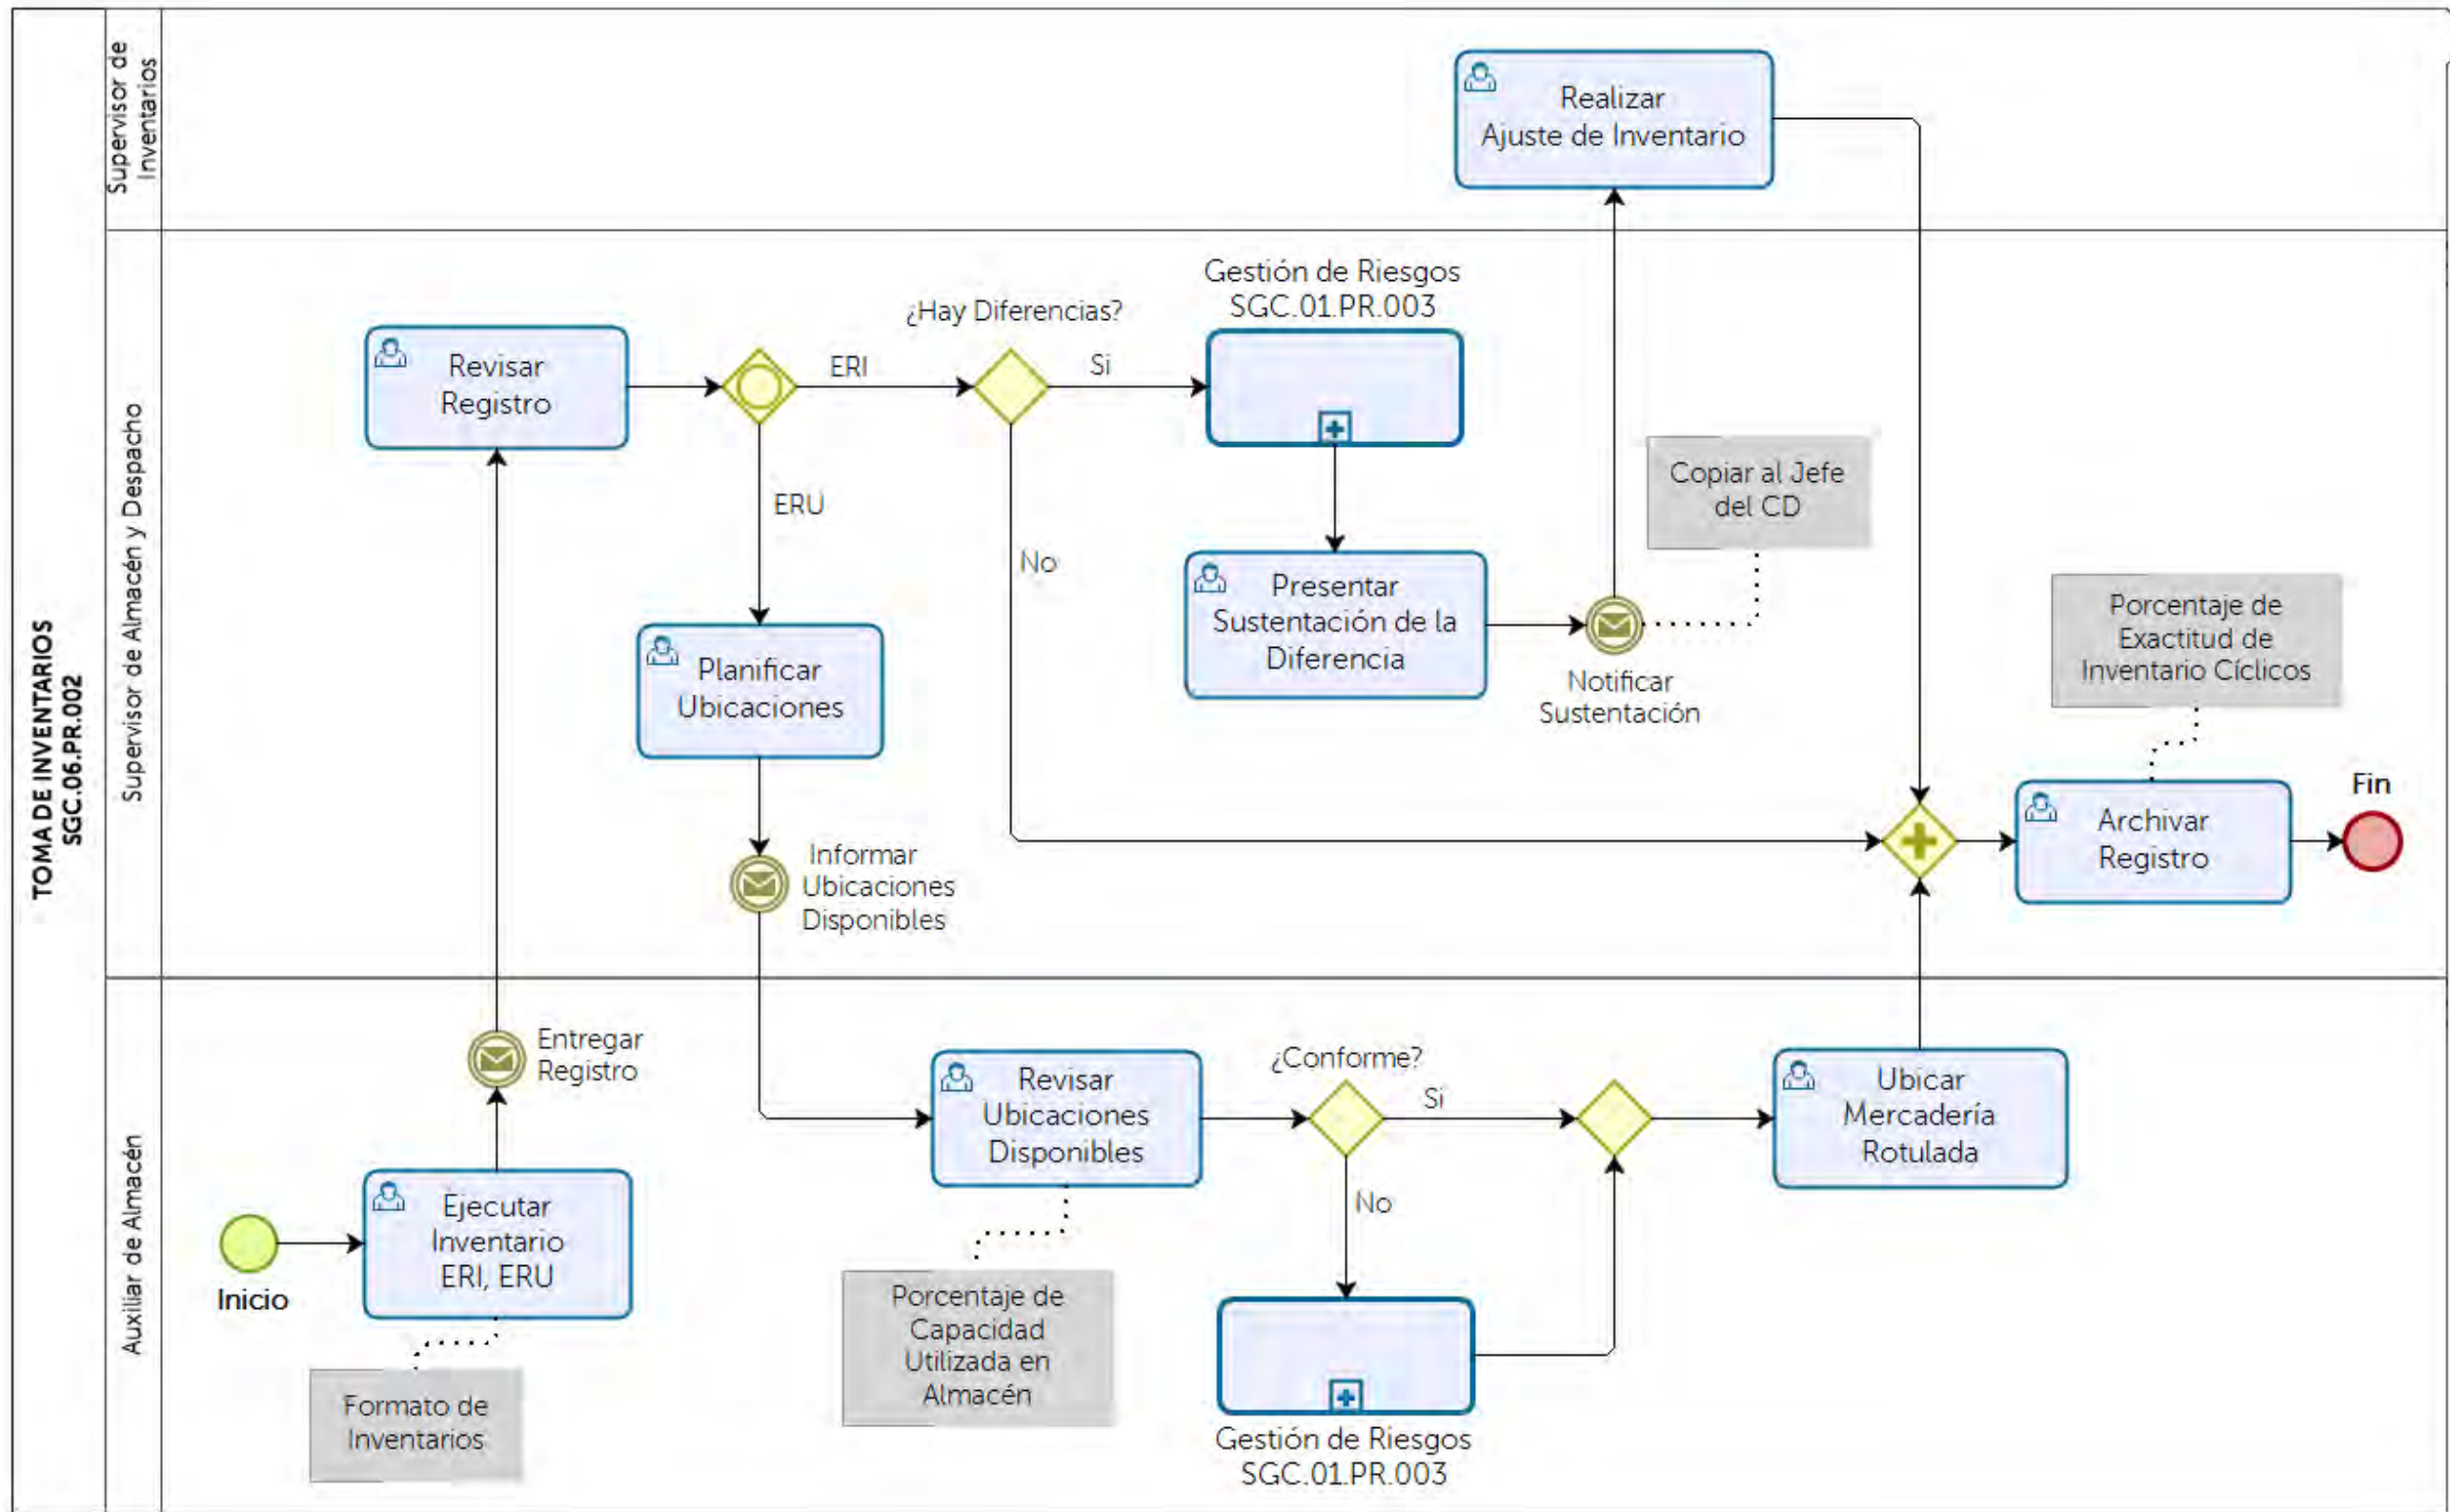 TOMA DE INVENTARIOS
SGC.06.PR.002
Supervisor de
Inventarios
Realizar
Ajuste de Inventario
Supervisor de Almacén y Despacho
Revisar
Registro
ERI
ERU
¿Hay Diferencias?
Si
No
Gestión de Riesgos
SGC.01.PR.003
Presentar
Sustentación de la
Diferencia
Notificar
Sustentación
Copiar al Jefe
del CD
Planificar
Ubicaciones
Informar
Ubicaciones
Disponibles
Porcentaje de
Exactitud de
Inventario Cíclicos
Archivar
Registro
Fin
Auxiliar de Almacén
Inicio
Ejecutar
Inventario
ERI, ERU
Formato de
Inventarios
Entregar
Registro
Revisar
Ubicaciones
Disponibles
Porcentaje de
Capacidad
Utilizada en
Almacén
¿Conforme?
Si
No
Gestión de Riesgos
SGC.01.PR.003
Ubicar
Mercadería
Rotulada